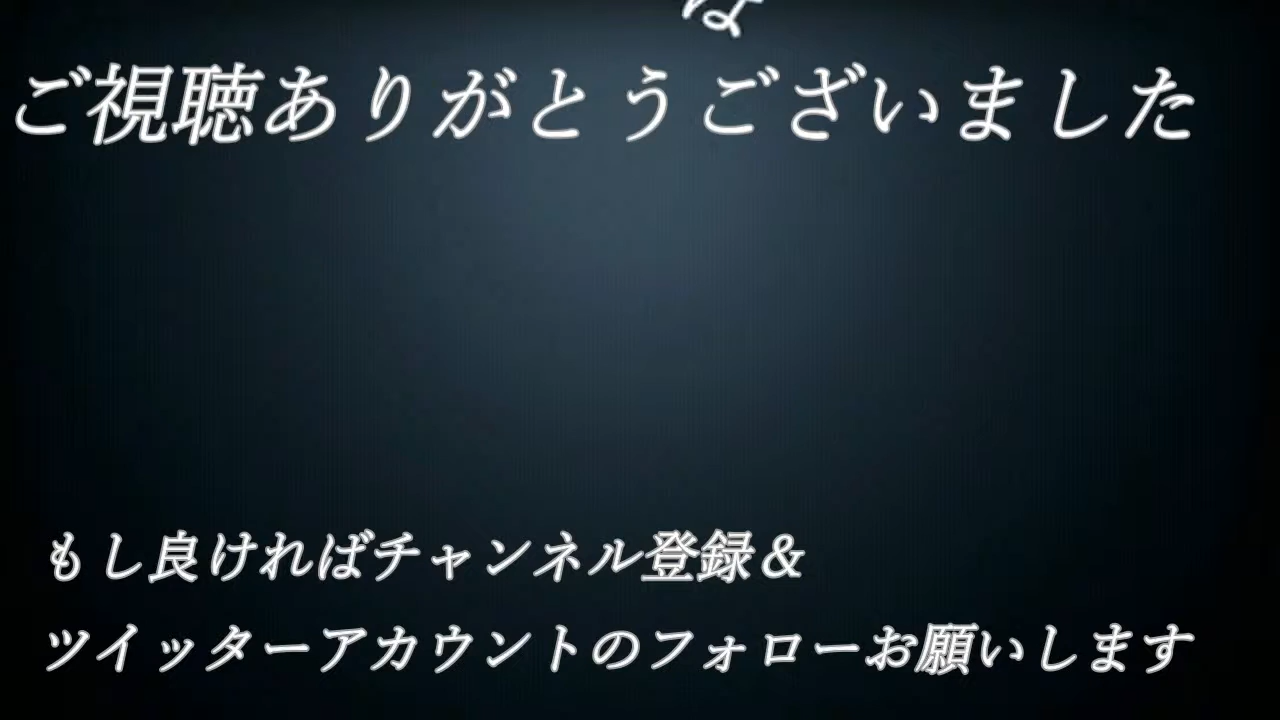 ご視聴ありがとうございました
もし良ければチャンネル登録＆
ツイッターアカウントのフォローお願いします